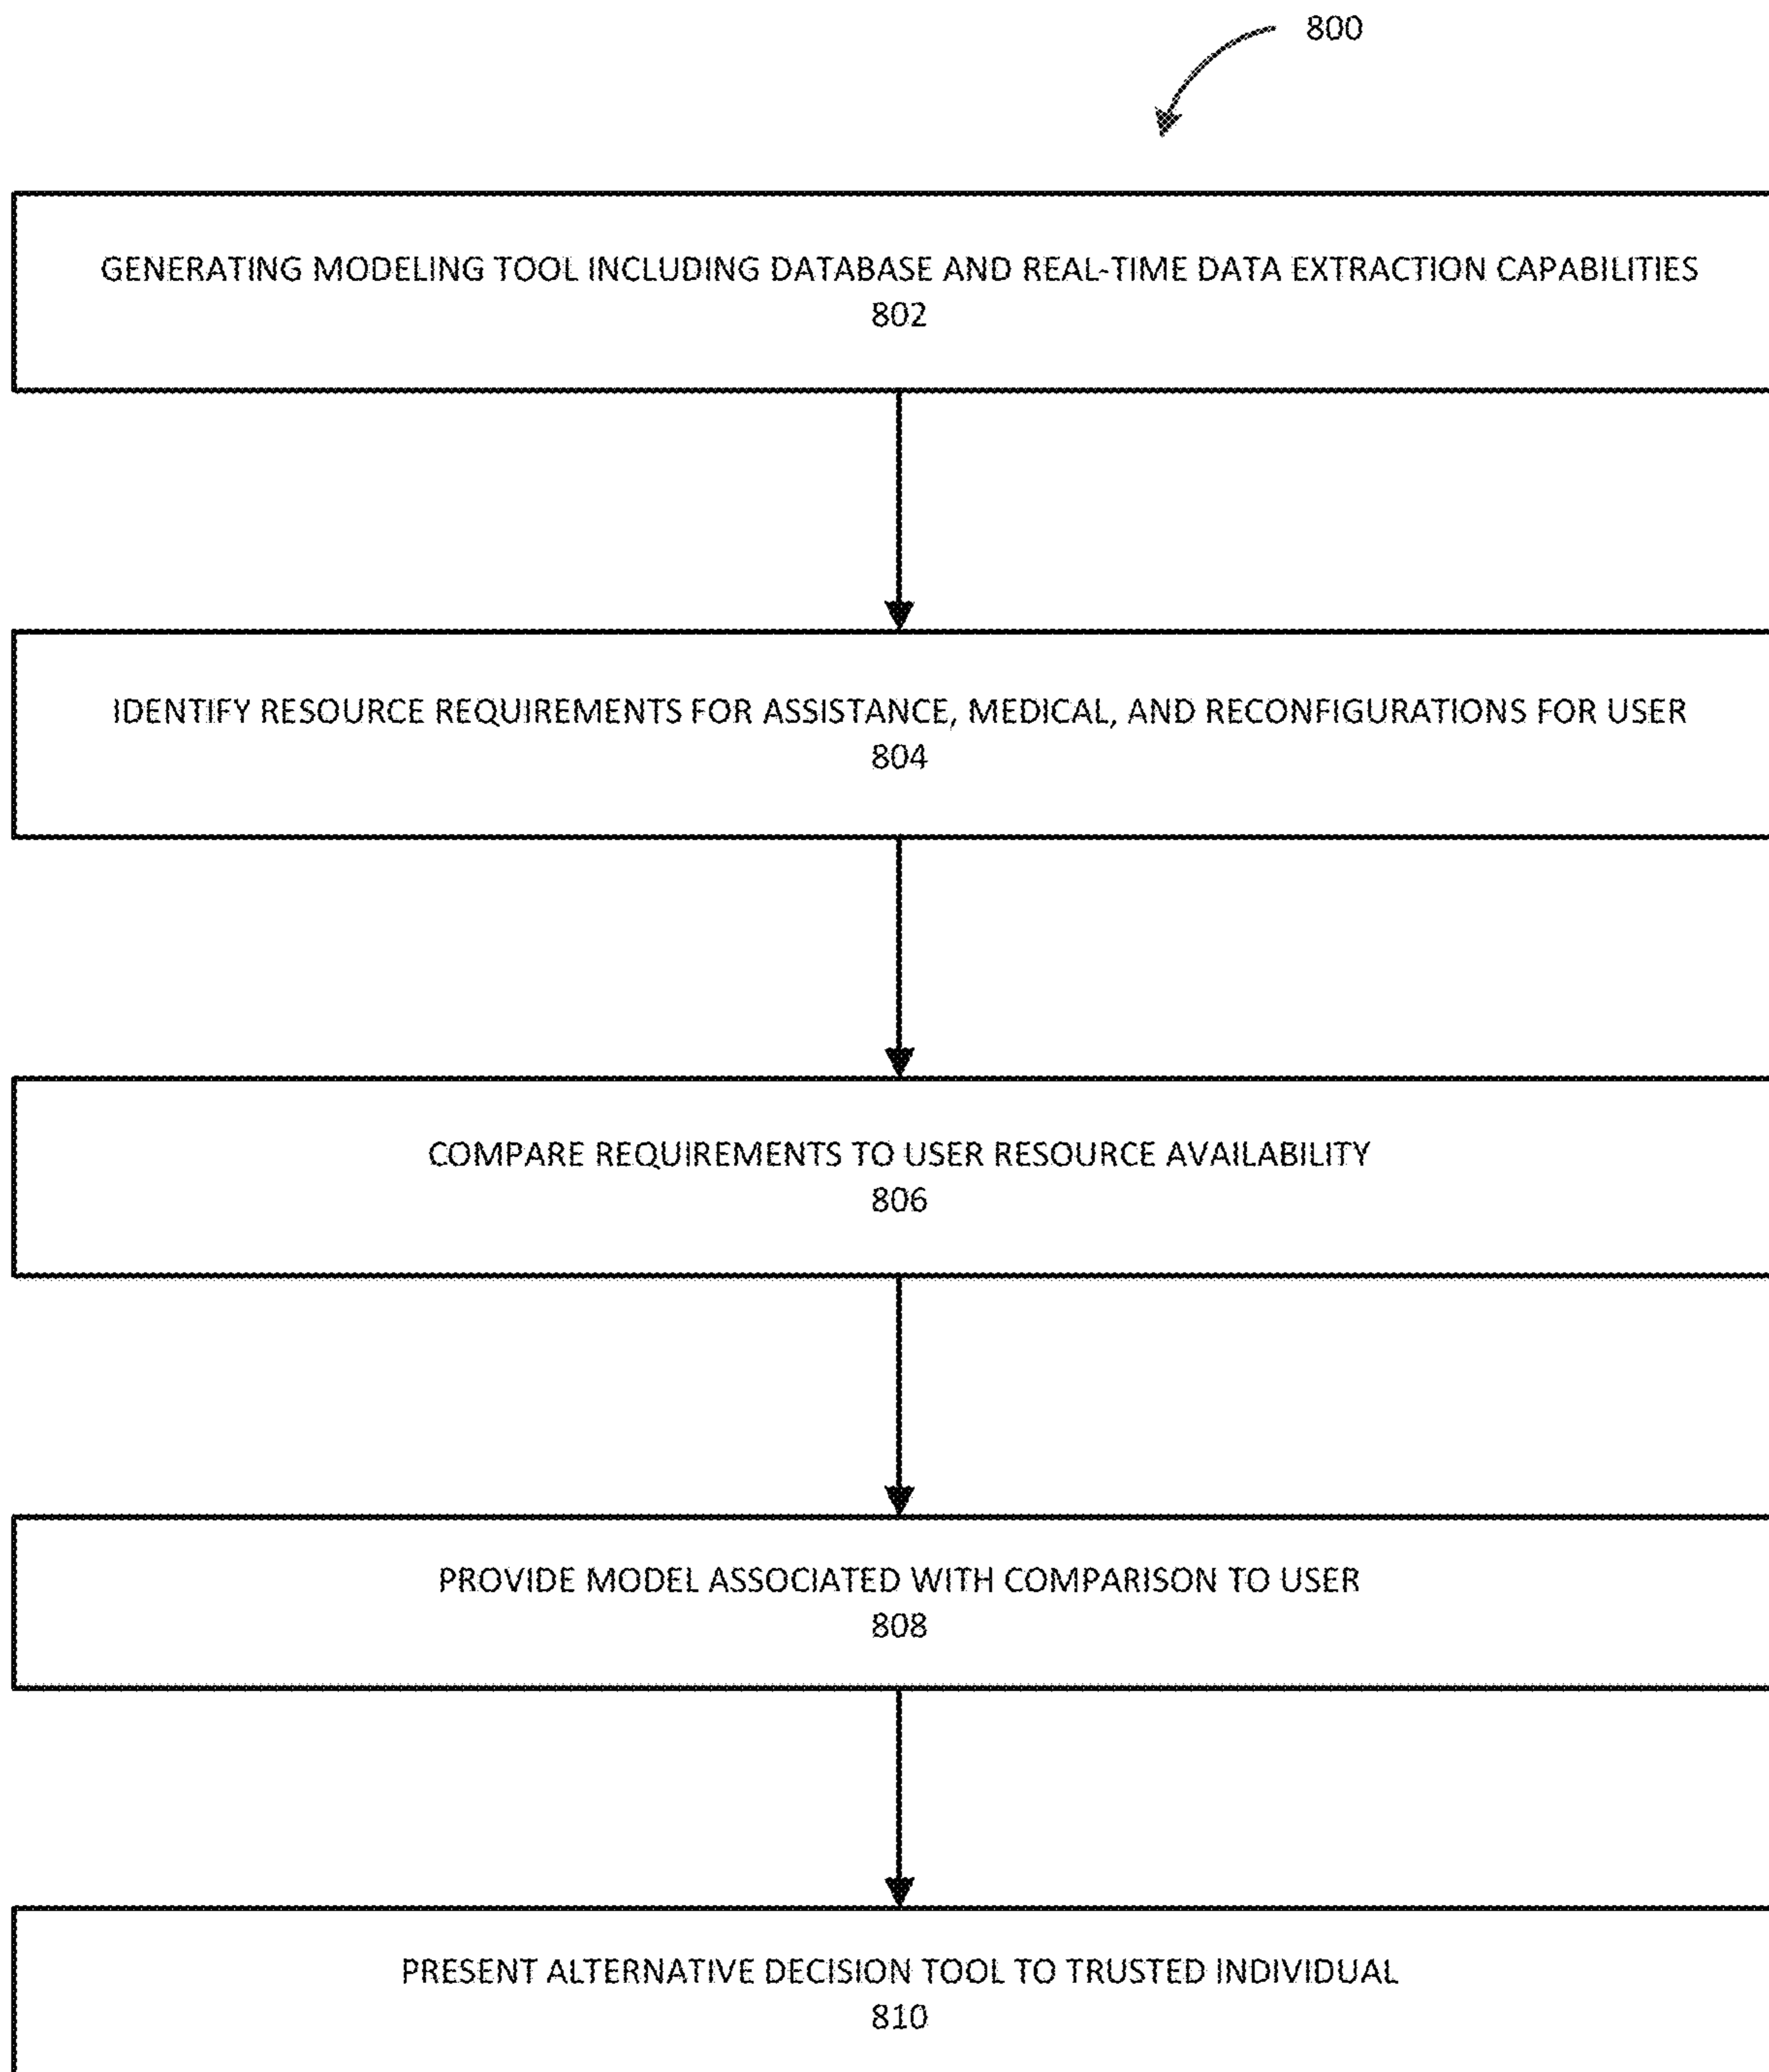 800
GENERATING MODELING TOOL INCLUDING DATABASE AND REAL-TIME DATA EXTRACTION CAPABILITIES
802
IDENTIFY RESOURCE REQUIREMENTS FOR ASSISTANCE, MEDICAL, AND RECONFIGURATIONS FOR USER
804
COMPARE REQUIREMENTS TO USER RESOURCE AVAILABILITY
806
PROVIDE MODEL ASSOCIATED WITH COMPARISON TO USER
808
PRESENT ALTERNATIVE DECISION TOOL TO TRUSTED INDIVIDUAL
810